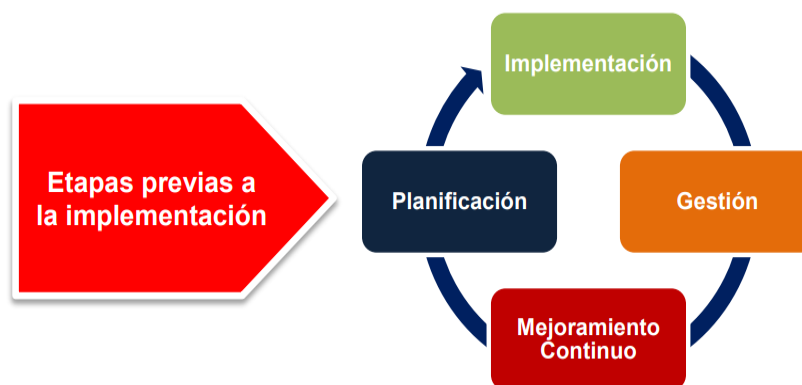 Etapas previas a
la implementación
Implementación
Planificación
Gestión
Mejoramiento
Continuo